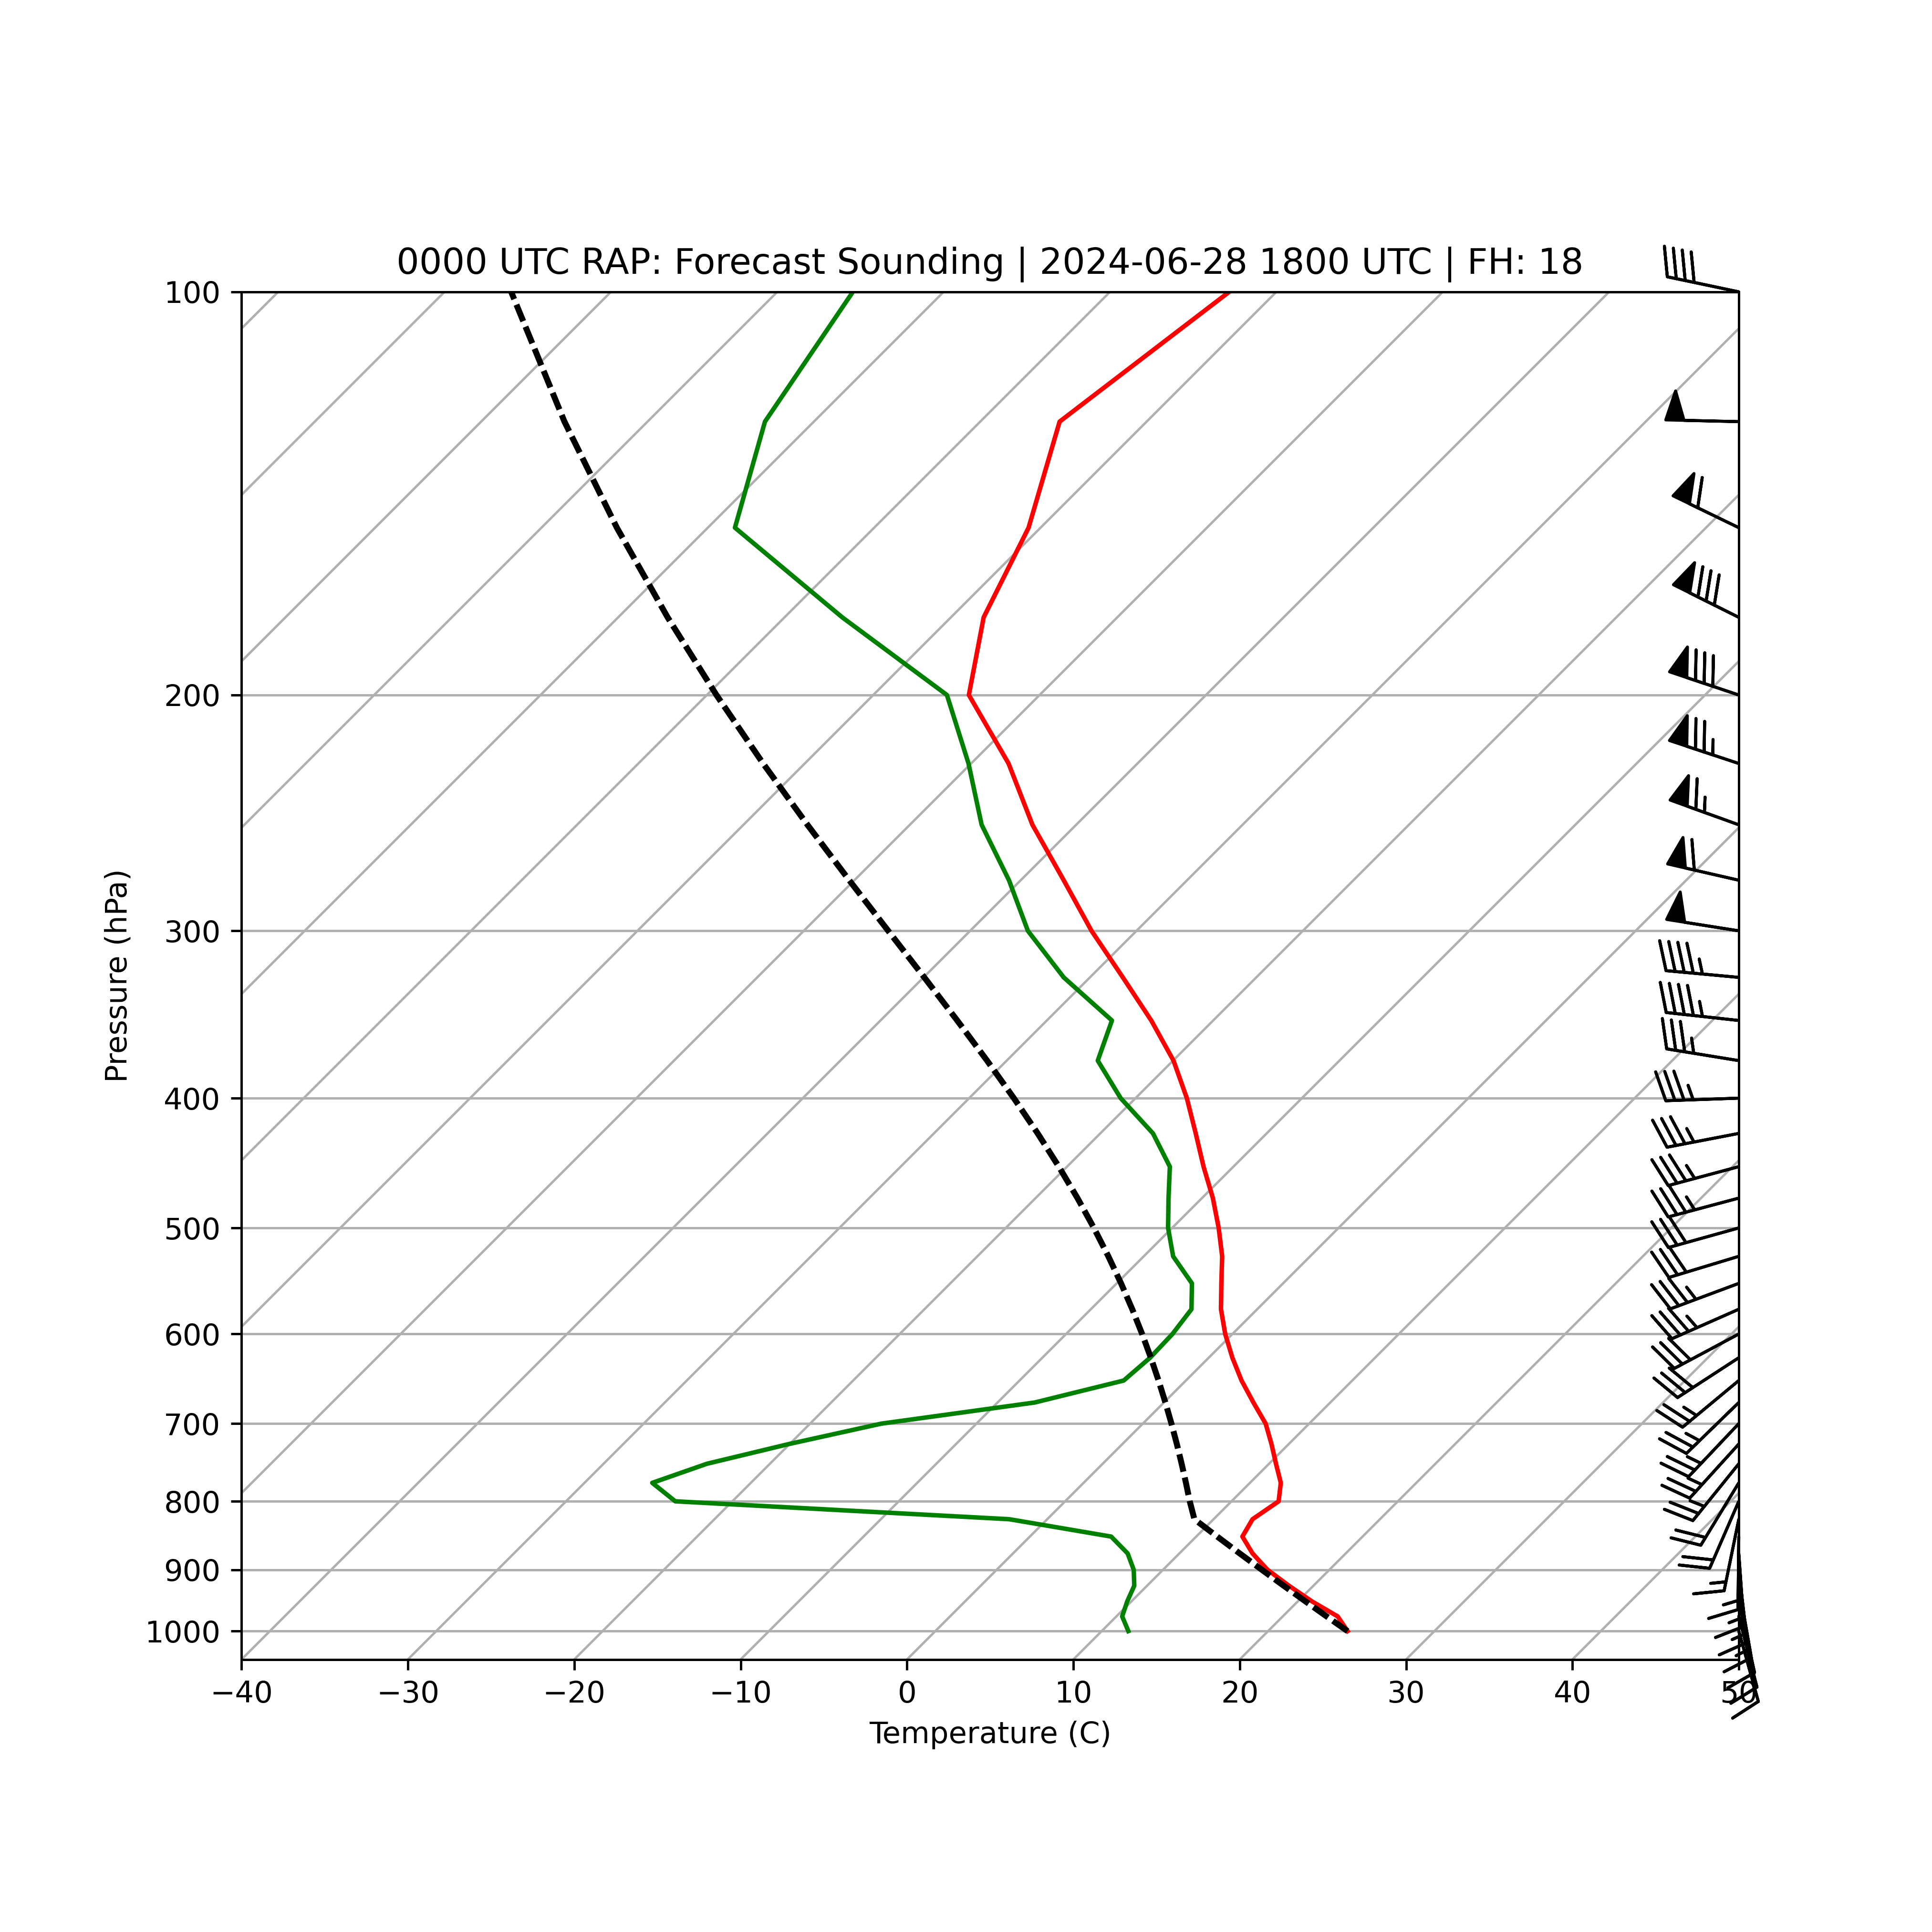 0000 UTC RAP: Forecast Sounding | 2024-06-28 1800 UTC | FH: 18
100
200
300
400
500
600
700
800
900
1000
Pressure (hPa)
−40 −30 −20 −10 0 10 20 30 40 50
Temperature (C)